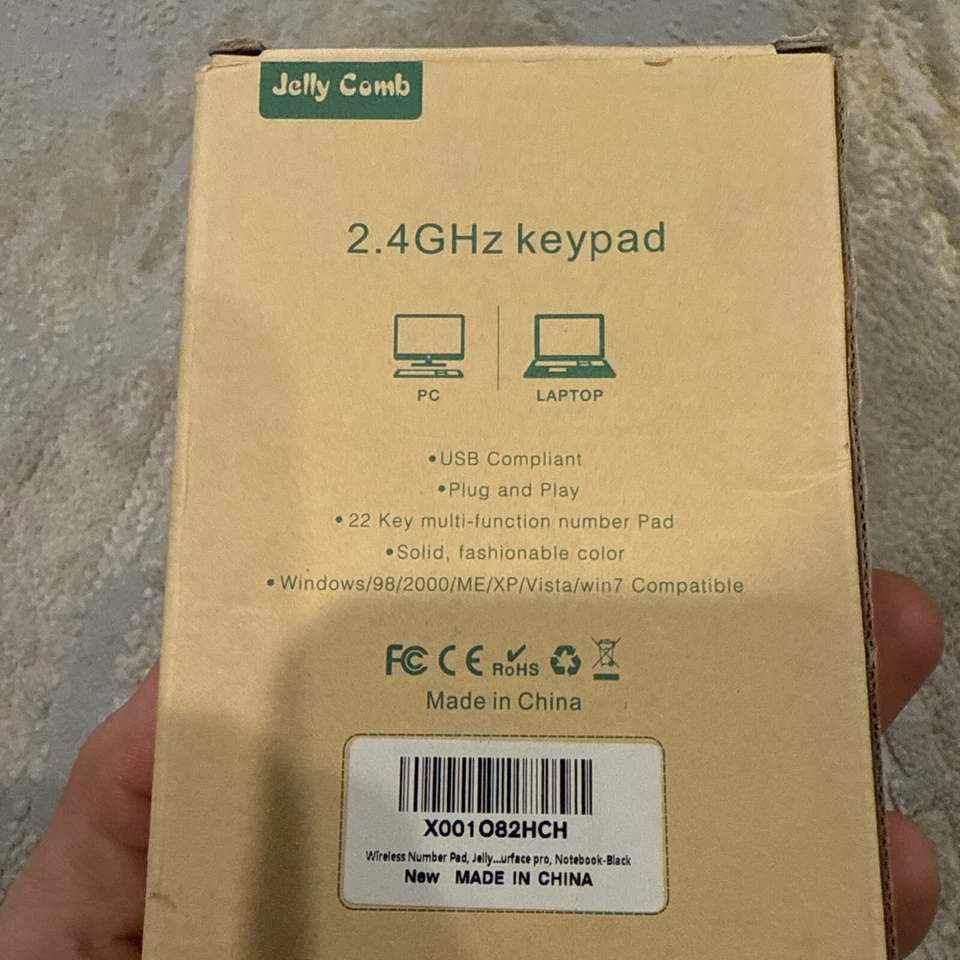 Jelly Comb
2.4GHz keypad
PC
LAPTOP
•USB Compliant
•Plug and Play
•22 Key multi-function number Pad
•Solid, fashionable color
•Windows/98/2000/ME/XP/Vista/win7 Compatible
FC CE RoHS
Made in China
X001O82HCH
Wireless Number Pad, Jelly...urface pro, Notebook-Black
New MADE IN CHINA